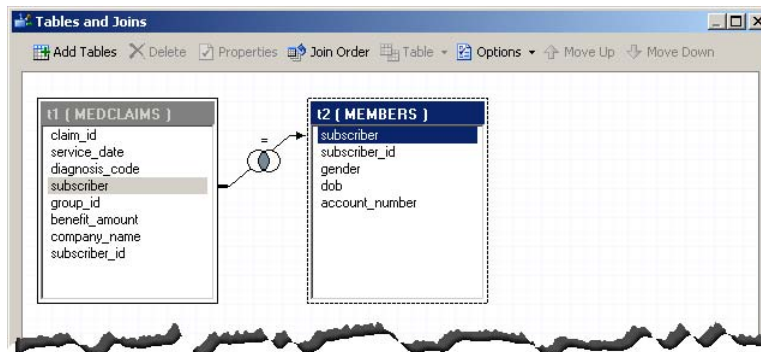 Tables and Joins
Add Tables Delete Properties Join Order Table Options Move Up Move Down
t1 ( MEDCLAIMS )
claim_id
service_date
diagnosis_code
subscriber
group_id
benefit_amount
company_name
subscriber_id
=
t2 ( MEMBERS )
subscriber
subscriber_id
gender
dob
account_number